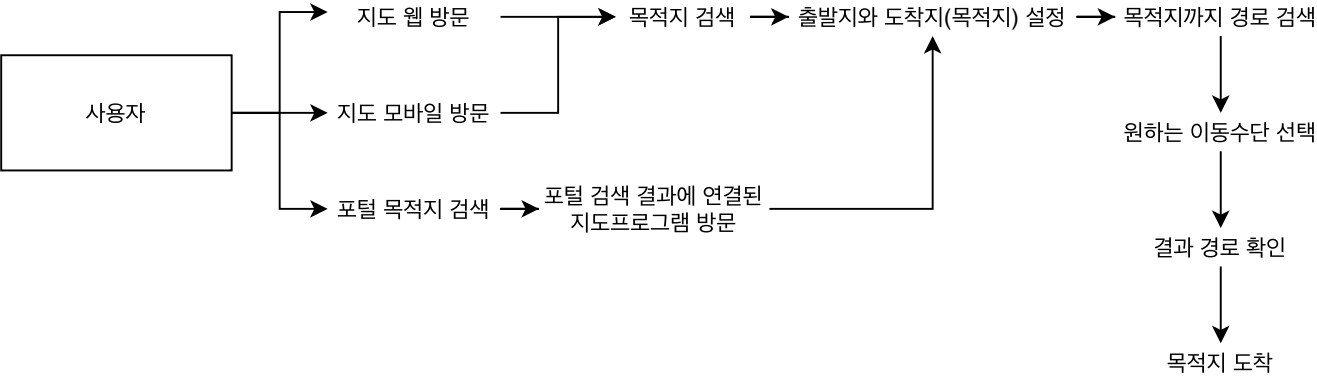 사용자
지도 웹 방문
지도 모바일 방문
포털 목적지 검색
포털 검색 결과에 연결된
지도프로그램 방문
목적지 검색
출발지와 도착지(목적지) 설정
목적지까지 경로 검색
원하는 이동수단 선택
결과 경로 확인
목적지 도착